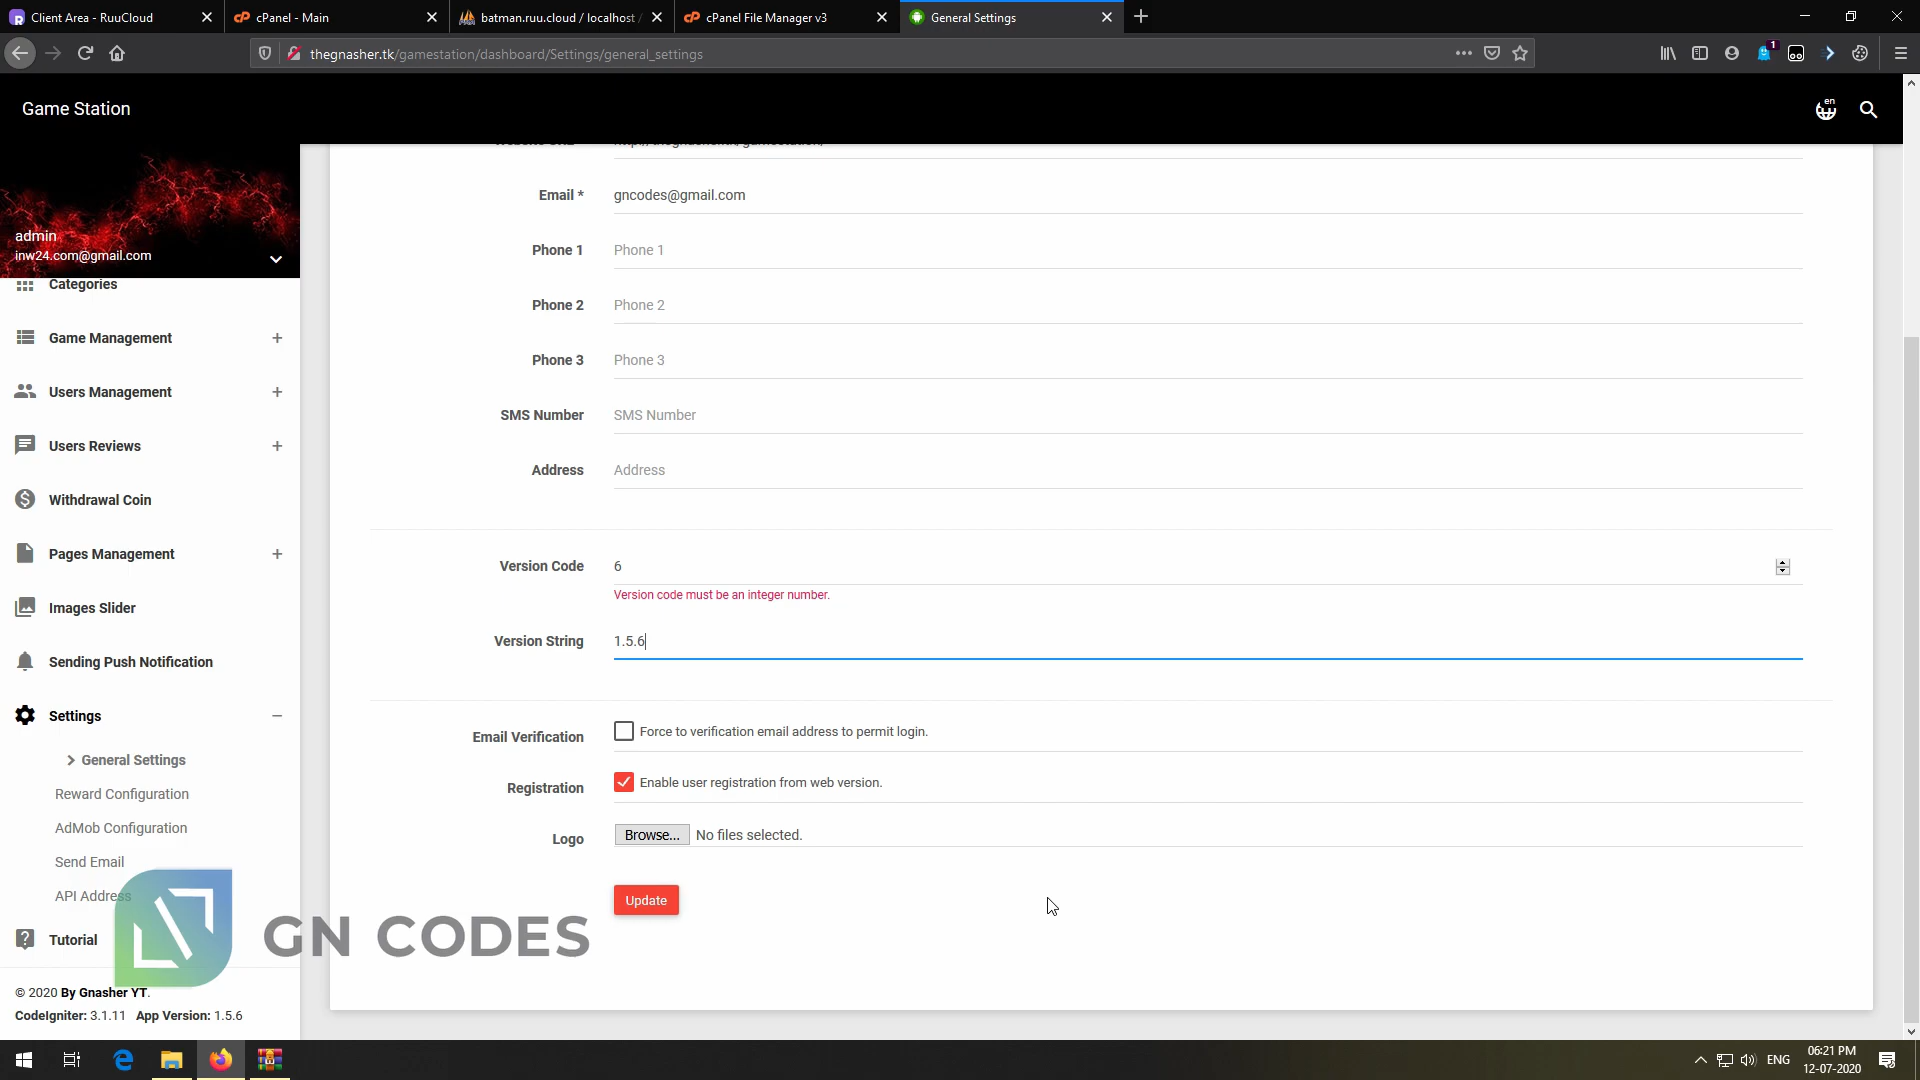 Client Area - RuuCloud
cPanel - Main
batman.ruu.cloud / localhost /
cPanel File Manager v3
General Settings
thegnasher.tk/gamestation/dashboard/Settings/general_settings
1
Game Station
en
admin
inw24.com@gmail.com
Categories
Game Management
Users Management
Users Reviews
Withdrawal Coin
Pages Management
Images Slider
Sending Push Notification
Settings
General Settings
Reward Configuration
AdMob Configuration
Send Email
API Address
Tutorial
© 2020 By Gnasher YT.
CodeIgniter: 3.1.11 App Version: 1.5.6
Email * gncodes@gmail.com
Phone 1 Phone 1
Phone 2 Phone 2
Phone 3 Phone 3
SMS Number SMS Number
Address Address
Version Code 6
Version code must be an integer number.
Version String 1.5.6
Email Verification Force to verification email address to permit login.
Registration Enable user registration from web version.
Logo Browse... No files selected.
Update
GN CODES
ENG
06:21 PM
12-07-2020